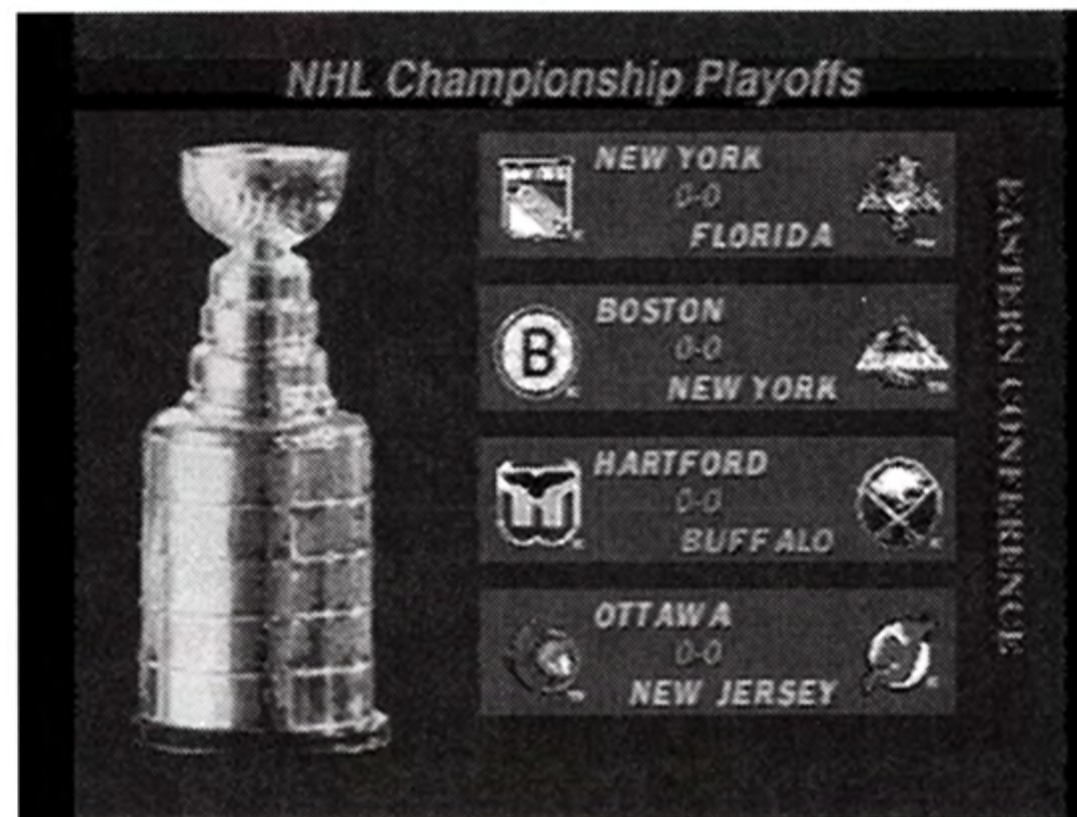 NHL Championship Playoffs
NEW YORK
0-0
FLORIDA
BOSTON
0-0
NEW YORK
B
HARTFORD
0-0
BUFFALO
OTTAWA
0-0
NEW JERSEY
EASTERN CONFERENCE